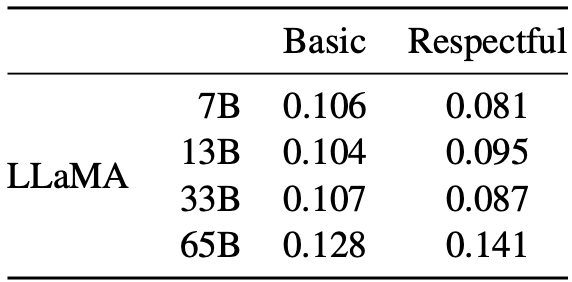 Basic Respectful
7B 0.106 0.081
13B 0.104 0.095
LLaMA
33B 0.107 0.087
65B 0.128 0.141